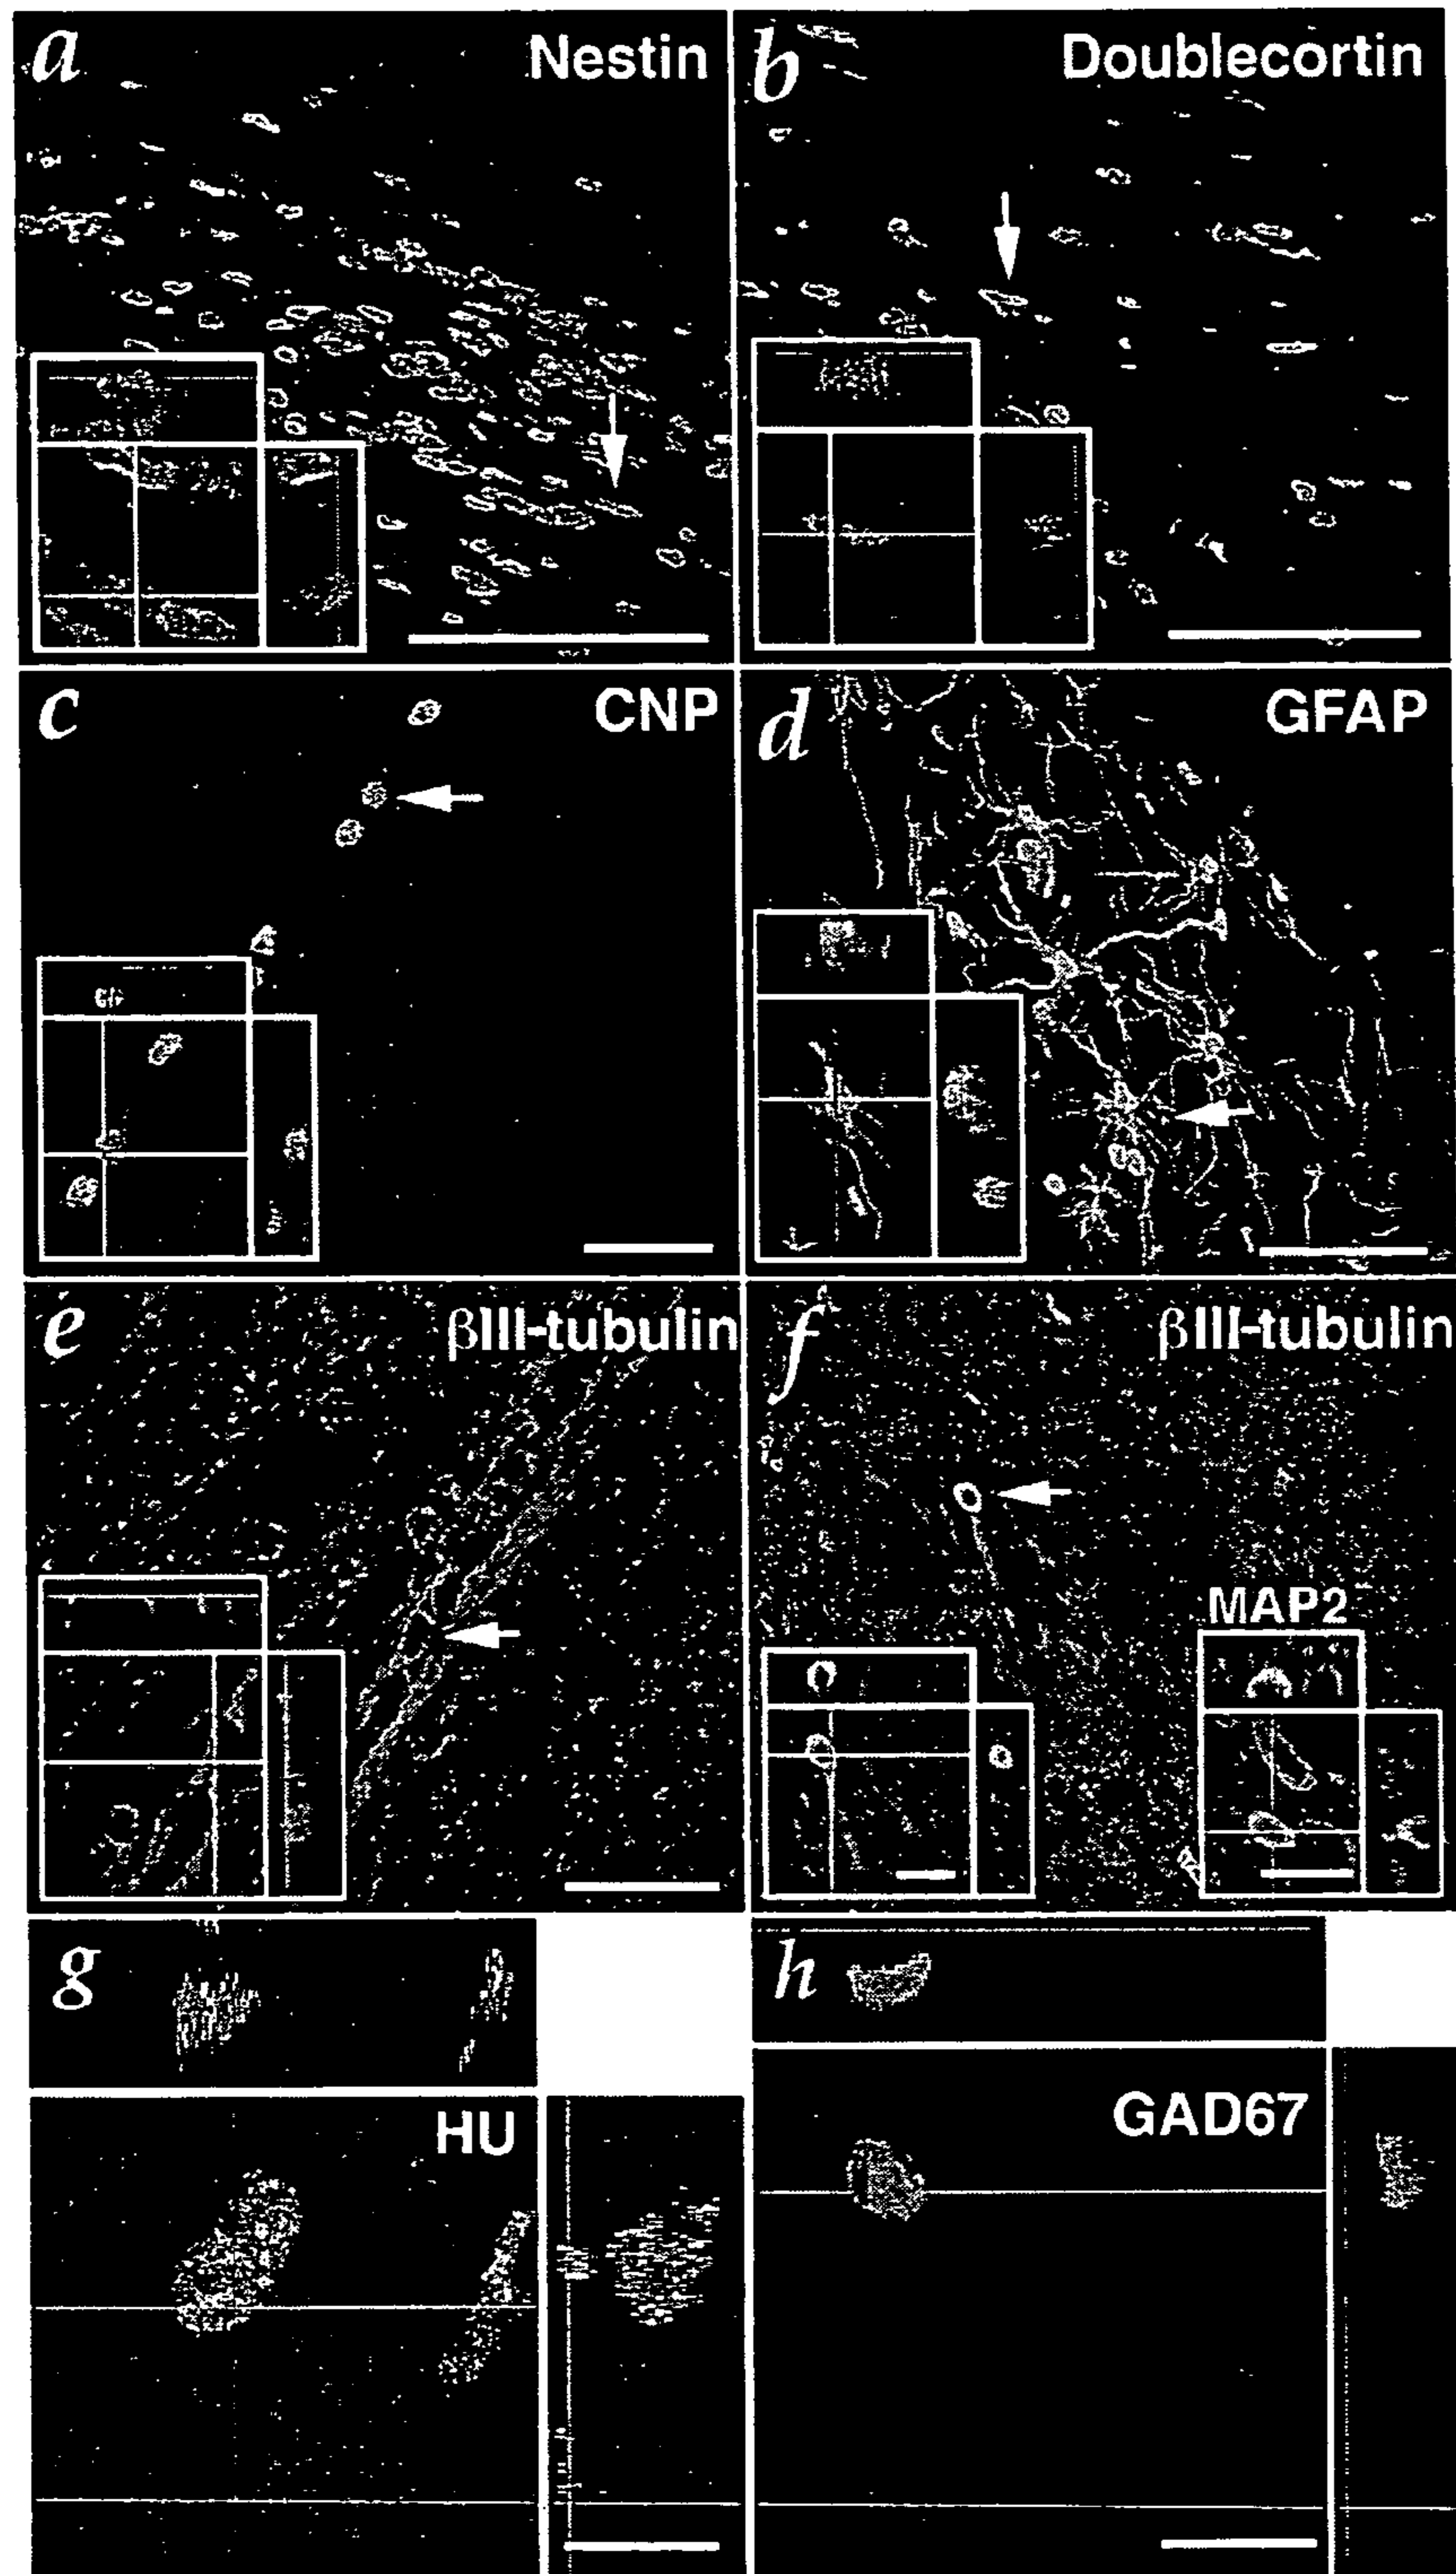 a Nestin
b Doublecortin
c CNP
d GFAP
e βIII-tubulin
f βIII-tubulin
MAP2
g
h
HU
GAD67